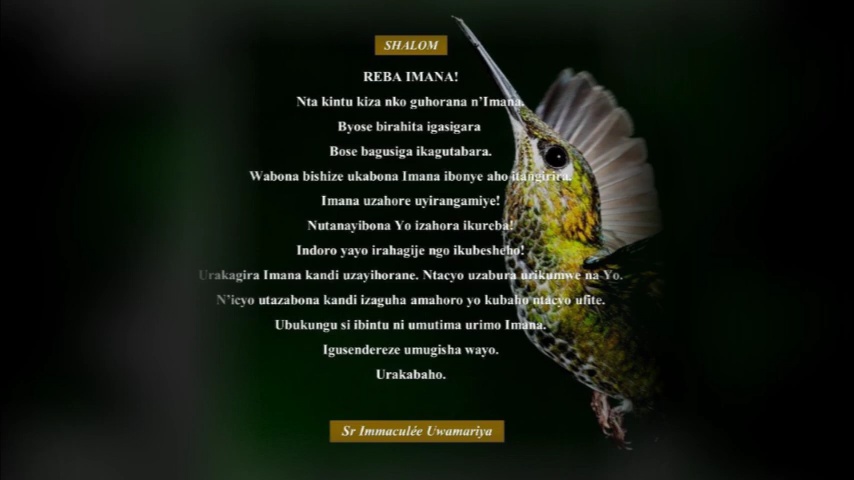 SHALOM
REBA IMANA!
Nta kintu kiza nko guhorana n'Imana.
Byose birahita igasigara
Bose bagusiga ikagutabara.
Wabona bishize ukabona Imana ibonye aho itangirira.
Imana uzahore uyirangamiye!
Nutanayibona Yo izahora ikureba!
Indoro yayo irahagije ngo ikubesheho!
Urakagira Imana kandi uzayihorane. Ntacyo uzabura urikumwe na Yo.
N'icyo utazabona kandi izaguha amahoro yo kubaho ntacyo ufite.
Ubukungu si ibintu ni umutima urimo Imana.
Igusendereze umugisha wayo.
Urakabaho.
Sr Immaculée Uwamariya